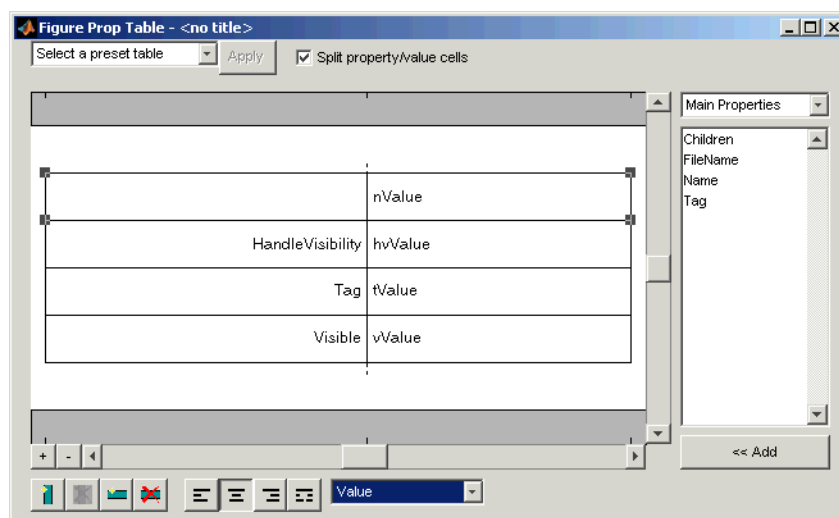 Figure Prop Table - <no title>
Select a preset table
Apply
Split property/value cells
Main Properties
Children
FileName
Name
Tag
nValue
HandleVisibility hvValue
Tag tValue
Visible vValue
+ -
<< Add
Value